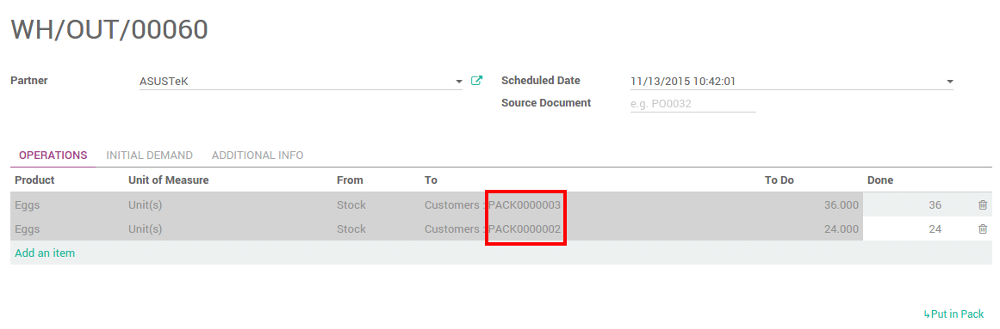 WH/OUT/00060
Partner ASUSTeK Scheduled Date 11/13/2015 10:42:01
Source Document e.g. PO0032
OPERATIONS INITIAL DEMAND ADDITIONAL INFO
Product Unit of Measure From To To Do Done
Eggs Unit(s) Stock Customers : PACK0000003 36.000 36
Eggs Unit(s) Stock Customers : PACK0000002 24.000 24
Add an item
↳Put in Pack